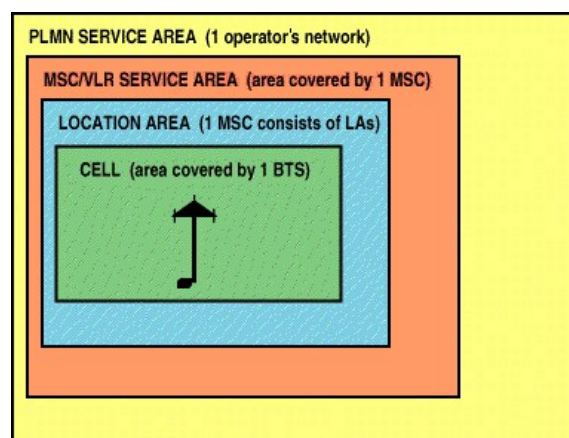 PLMN SERVICE AREA (1 operator's network)
MSC/VLR SERVICE AREA (area covered by 1 MSC)
LOCATION AREA (1 MSC consists of LAs)
CELL (area covered by 1 BTS)